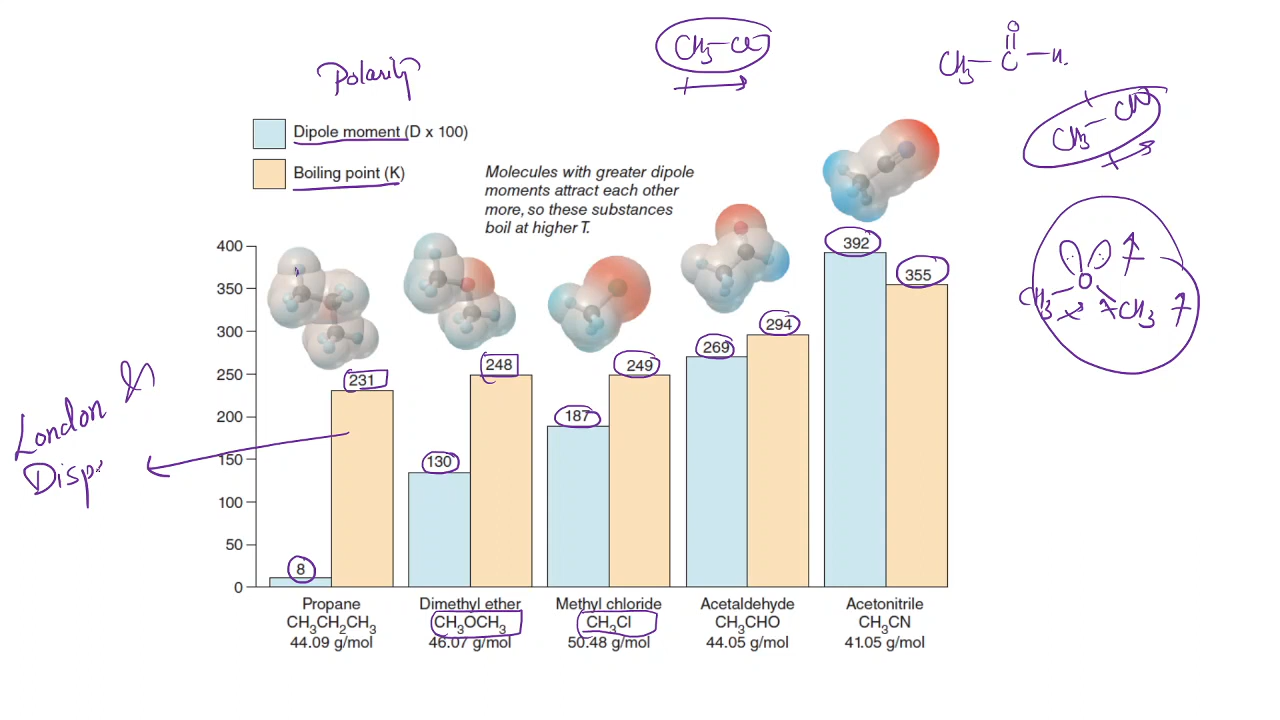 Polarity
CH3-Cl
O
CH3-C-H.
CH3-CN
Dipole moment (D x 100)
Boiling point (K)
Molecules with greater dipole
moments attract each other
more, so these substances
boil at higher T.
O
CH3 CH3
London
Disp
400
350
300
250
200
150
100
50
0
8
231
130
248
187
249
269
294
392
355
Propane
CH3CH2CH3
44.09 g/mol
Dimethyl ether
CH3OCH3
46.07 g/mol
Methyl chloride
CH3Cl
50.48 g/mol
Acetaldehyde
CH3CHO
44.05 g/mol
Acetonitrile
CH3CN
41.05 g/mol